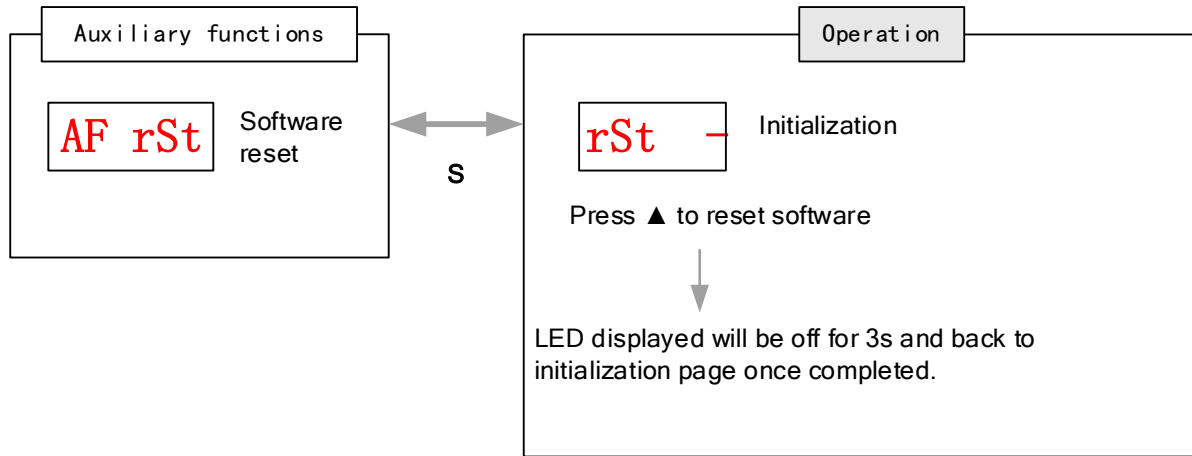 Auxiliary functions
AF rSt
Software
reset
S
Operation
rSt -
Initialization
Press ▲ to reset software
LED displayed will be off for 3s and back to
initialization page once completed.